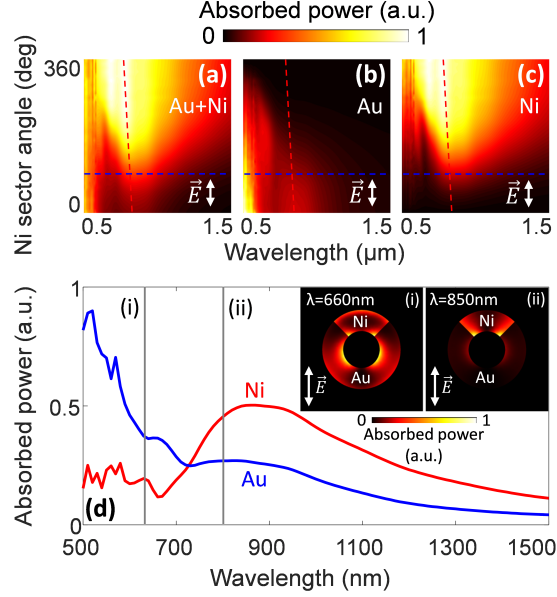 Absorbed power (a.u.)
0 1
Ni sector angle (deg)
360
0
(a)
Au+Ni
E
(b)
Au
(c)
Ni
E
0.5 1.5
0.5 1.5
0.5 1.5
Wavelength (μm)
Absorbed power (a.u.)
1
0.5
0
(i)
(ii)
Ni
Au
(d)
λ=660nm (i)
Ni
Au
E
λ=850nm (ii)
Ni
Au
E
0 1
Absorbed power
(a.u.)
500 700 900 1100 1300 1500
Wavelength (nm)